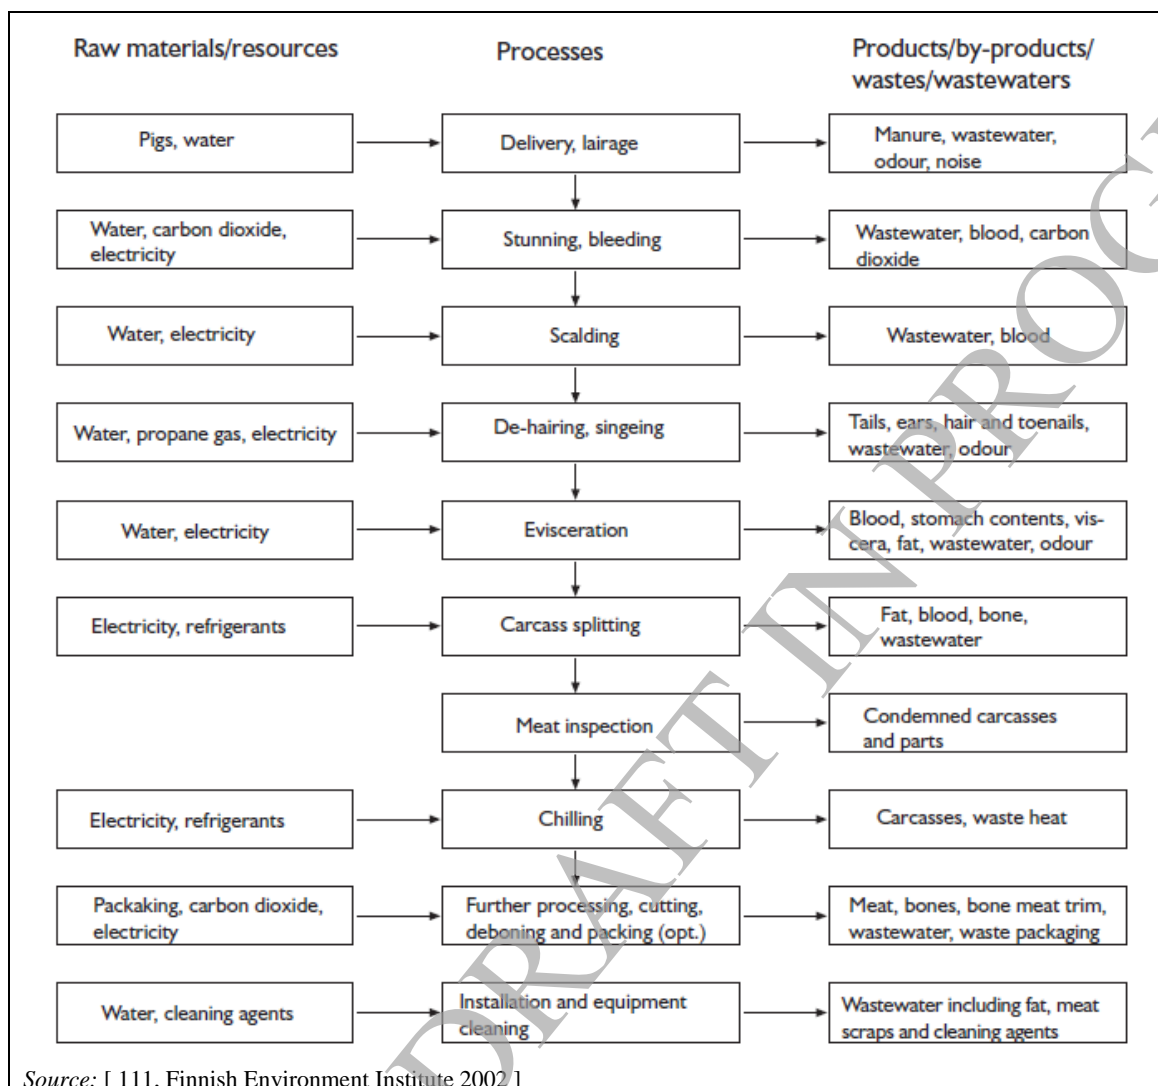 Raw materials/resources
Processes
Products/by-products/
wastes/wastewaters
Pigs, water
Delivery, lairage
Manure, wastewater,
odour, noise
Water, carbon dioxide,
electricity
Stunning, bleeding
Wastewater, blood, carbon
dioxide
Water, electricity
Scalding
Wastewater, blood
Water, propane gas, electricity
De-hairing, singeing
Tails, ears, hair and toenails,
wastewater, odour
Water, electricity
Evisceration
Blood, stomach contents, vis-
cera, fat, wastewater, odour
Electricity, refrigerants
Carcass splitting
Fat, blood, bone,
wastewater
Meat inspection
Condemned carcasses
and parts
Electricity, refrigerants
Chilling
Carcasses, waste heat
Packaking, carbon dioxide,
electricity
Further processing, cutting,
deboning and packing (opt.)
Meat, bones, bone meat trim,
wastewater, waste packaging
Water, cleaning agents
Installation and equipment
cleaning
Wastewater including fat, meat
scraps and cleaning agents
Source: [ 111, Finnish Environment Institute 2002 ]
DRAFT IN PROG